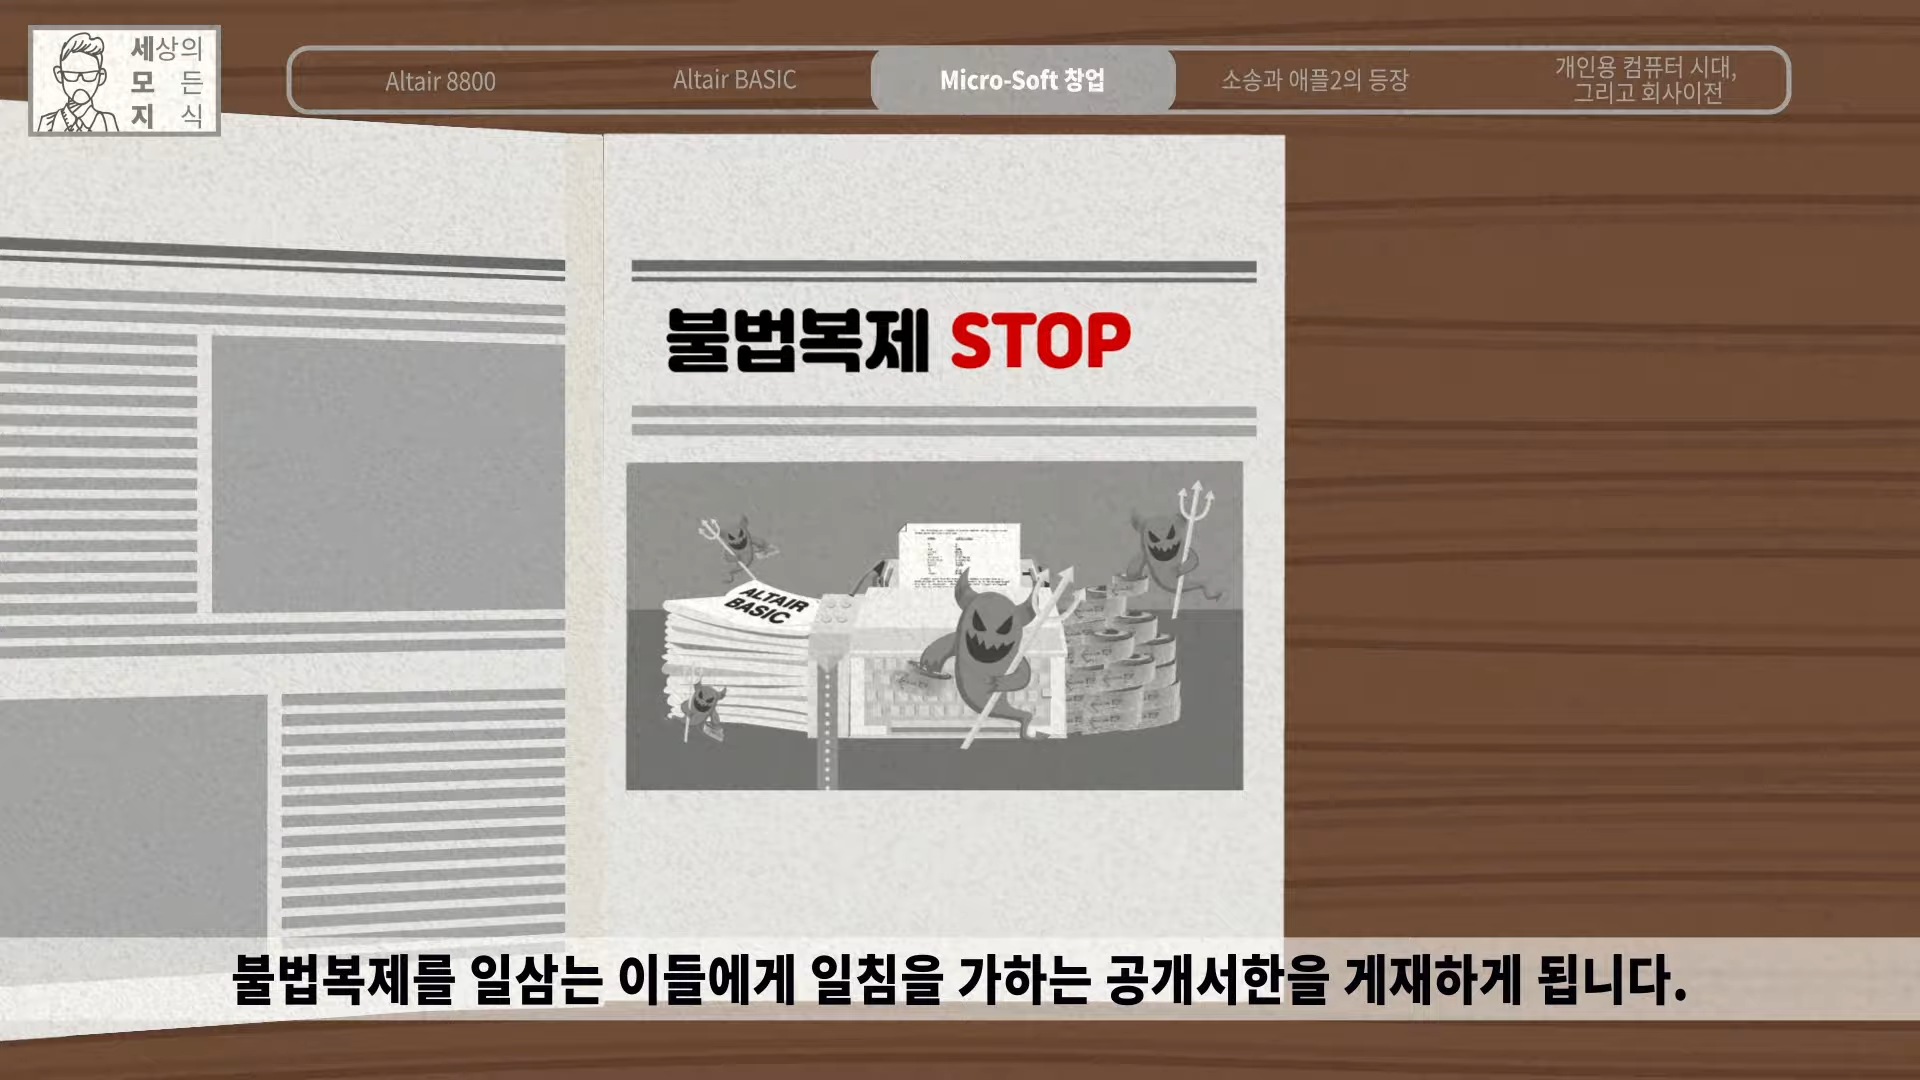 세상의
모든
지식
Altair 8800
Altair BASIC
Micro-Soft 창업
소송과 애플2의 등장
개인용 컴퓨터 시대,
그리고 회사이전
불법복제 STOP
ALTAIR
BASIC
불법복제를 일삼는 이들에게 일침을 가하는 공개서한을 게재하게 됩니다.